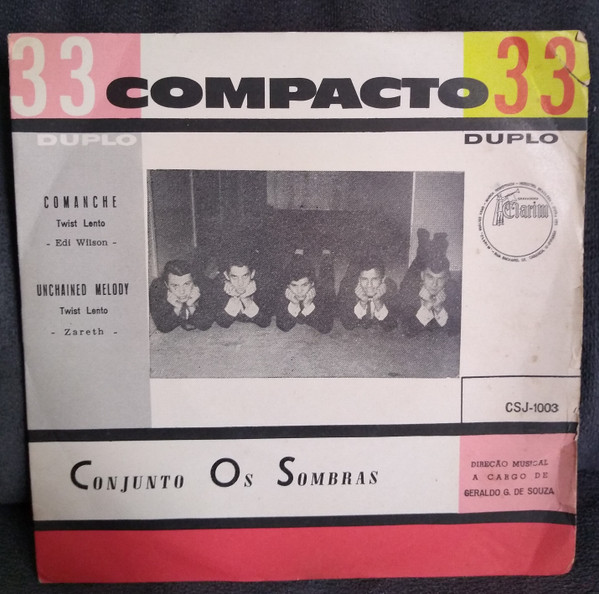 33 COMPACTO 33
DUPLO
DUPLO
COMANCHE
Twist Lento
- Edi Wilson -
UNCHAINED MELODY
Twist Lento
- Zareth -
Clarim
CSJ-1003
CONJUNTO OS SOMBRAS
DIREÇÃO MUSICAL
A CARGO DE
GERALDO G. DE SOUZA